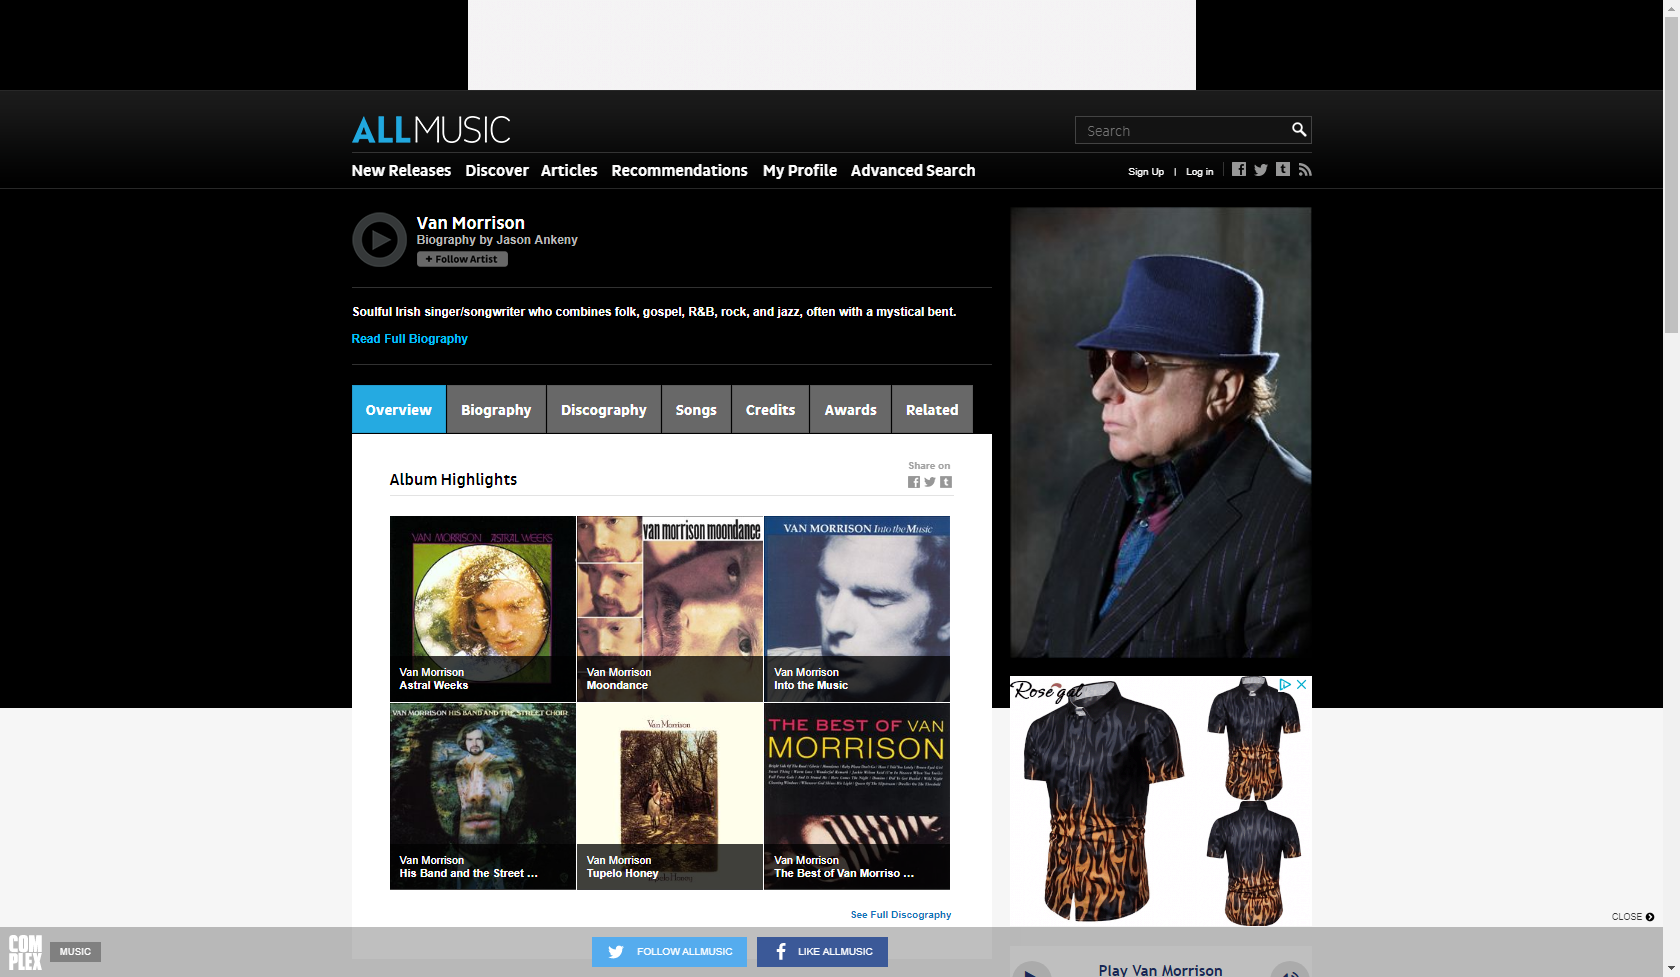 ALLMUSIC
Search
New Releases Discover Articles Recommendations My Profile Advanced Search
Sign Up | Log in
Van Morrison
Biography by Jason Ankeny
+ Follow Artist
Soulful Irish singer/songwriter who combines folk, gospel, R&B, rock, and jazz, often with a mystical bent.
Read Full Biography
Overview Biography Discography Songs Credits Awards Related
Album Highlights
Share on
VAN MORRISON ASTRAL WEEKS
Van Morrison
Astral Weeks
van morrison moondance
Van Morrison
Moondance
VAN MORRISON Into the Music
Van Morrison
Into the Music
VAN MORRISON HIS BAND AND THE STREET CHOIR
Van Morrison
His Band and the Street ...
Van Morrison
Van Morrison
Tupelo Honey
Tupelo Honey
THE BEST OF VAN
MORRISON
Van Morrison
The Best of Van Morriso ...
See Full Discography
Rosegal
CLOSE
COMPLEX
MUSIC
FOLLOW ALLMUSIC
LIKE ALLMUSIC
Play Van Morrison